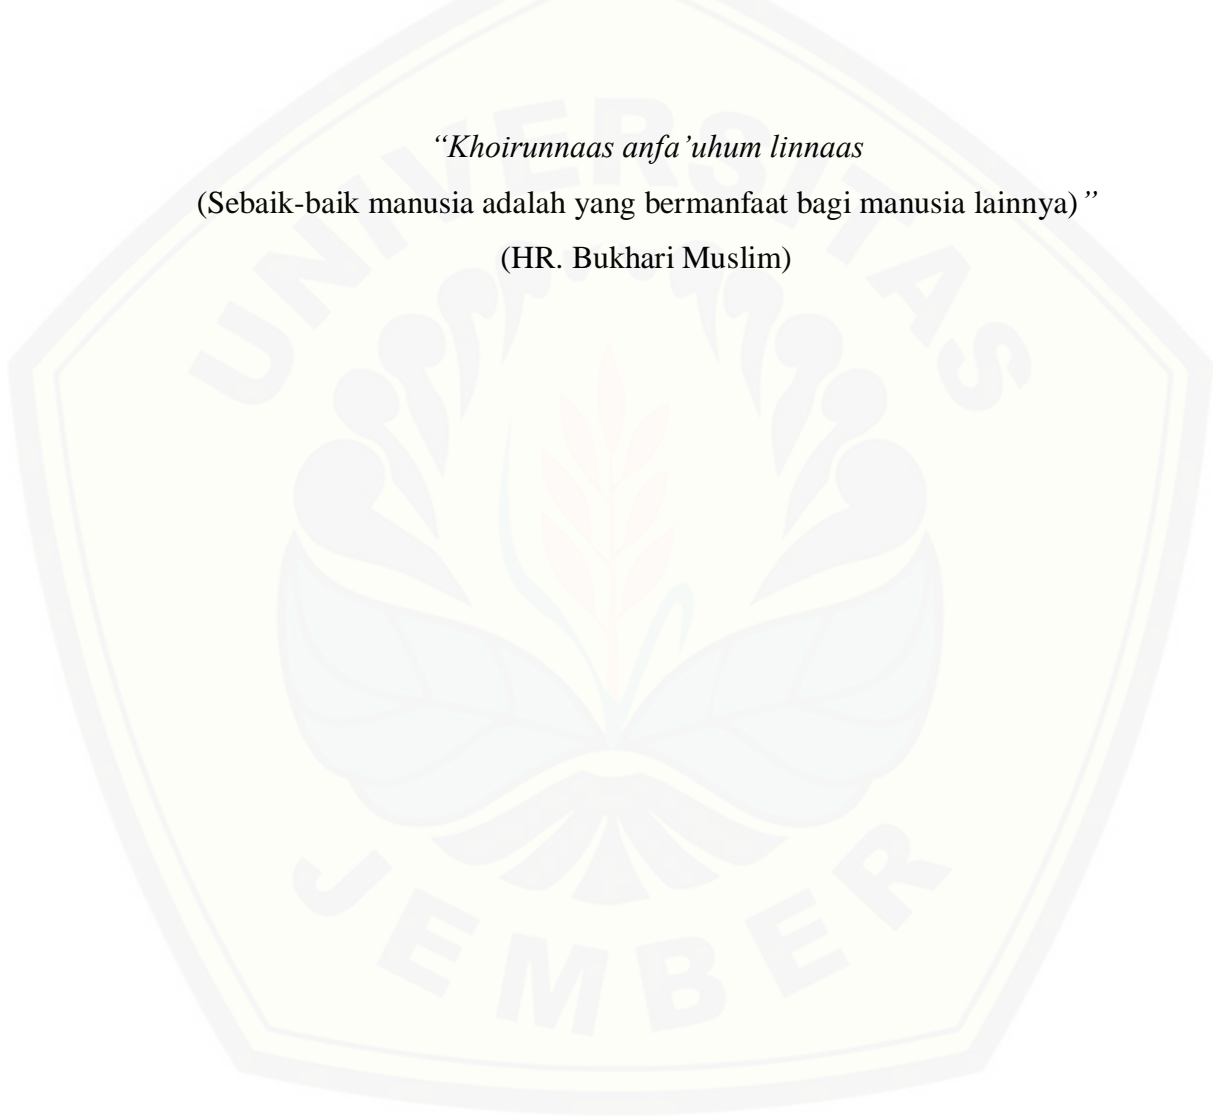 “Khoirunnaas anfa’uhum linnaas
(Sebaik-baik manusia adalah yang bermanfaat bagi manusia lainnya)”
(HR. Bukhari Muslim)
UNIVERSITAS
JEMBER